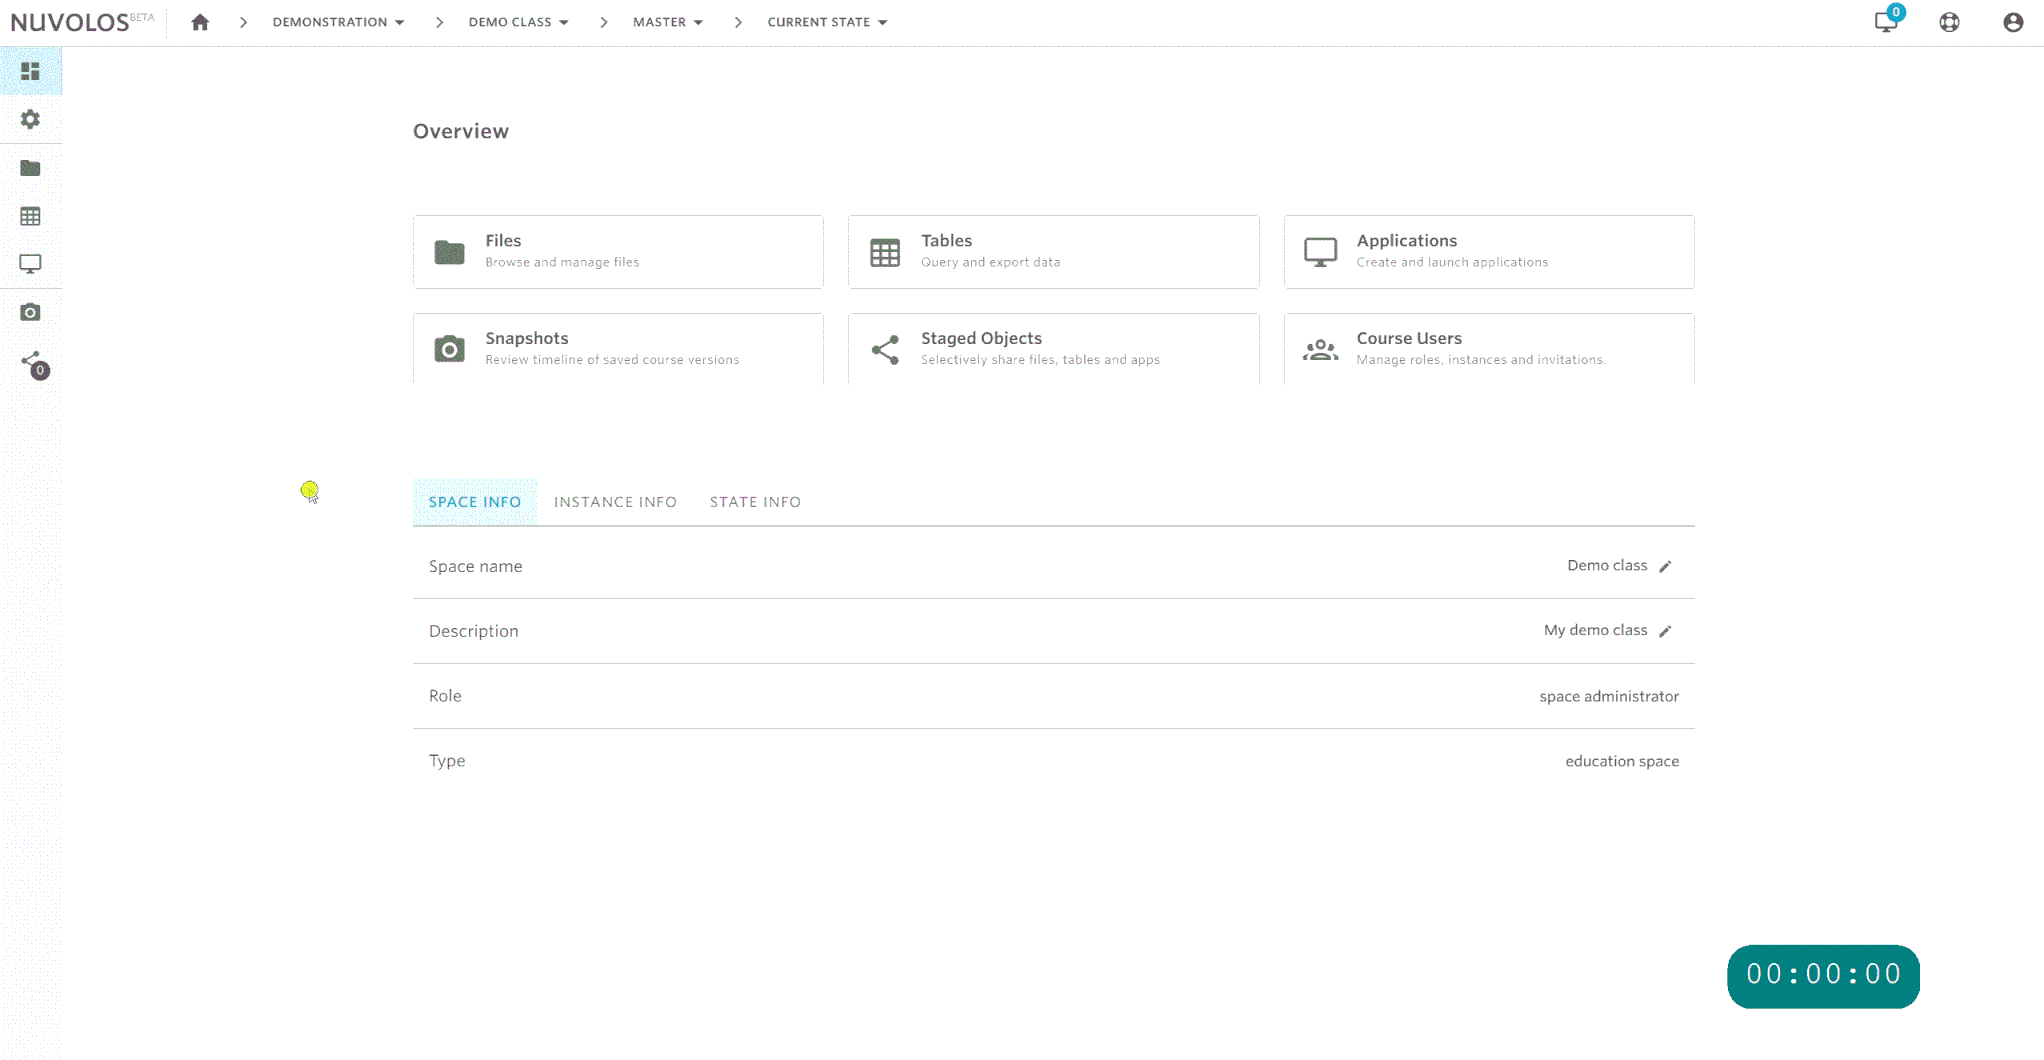 NUVOLOS BETA
DEMONSTRATION
DEMO CLASS
MASTER
CURRENT STATE
0
0
Overview
Files
Browse and manage files
Tables
Query and export data
Applications
Create and launch applications
Snapshots
Review timeline of saved course versions
Staged Objects
Selectively share files, tables and apps
Course Users
Manage roles, instances and invitations.
SPACE INFO
INSTANCE INFO
STATE INFO
Space name
Demo class
Description
My demo class
Role
space administrator
Type
education space
00:00:00